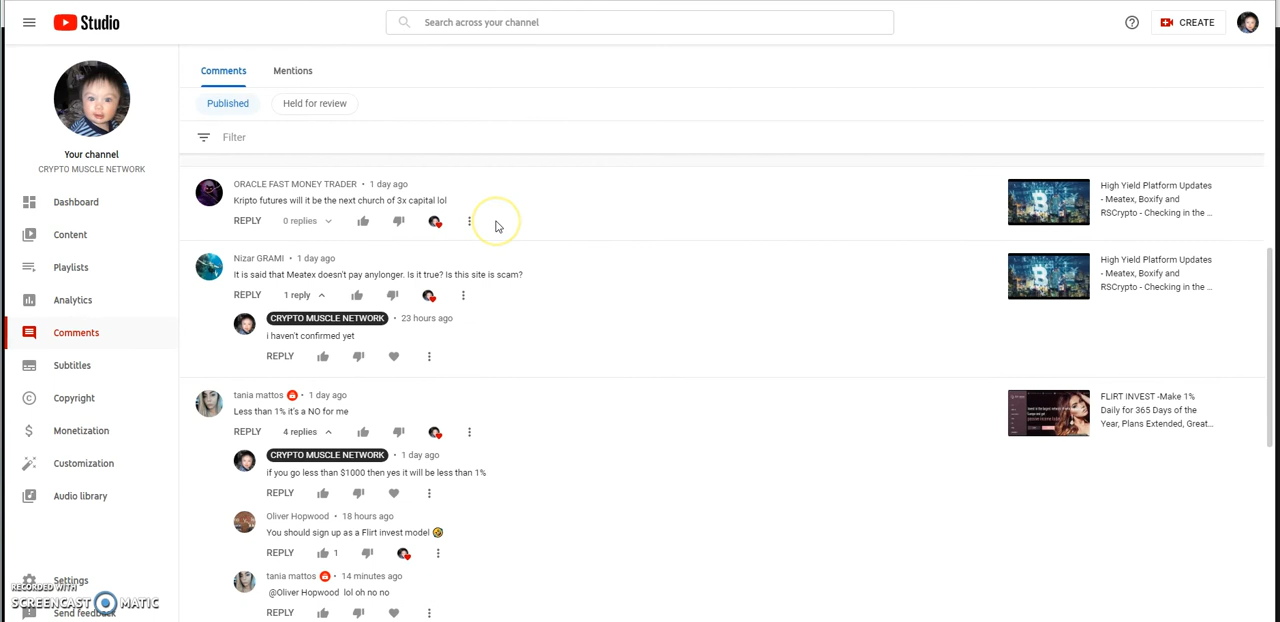 Studio
Search across your channel
CREATE
Your channel
CRYPTO MUSCLE NETWORK
Dashboard
Content
Playlists
Analytics
Comments
Subtitles
Copyright
Monetization
Customization
Audio library
Settings
Send feedback
RECORDED WITH
SCREENCAST MATIC
Comments Mentions
Published Held for review
Filter
ORACLE FAST MONEY TRADER • 1 day ago
Kripto futures will it be the next church of 3x capital lol
REPLY 0 replies
High Yield Platform Updates
- Meatex, Boxify and
RSCrypto - Checking in the ...
Nizar GRAMI • 1 day ago
It is said that Meatex doesn't pay anylonger. Is it true? Is this site is scam?
REPLY 1 reply
High Yield Platform Updates
- Meatex, Boxify and
RSCrypto - Checking in the ...
CRYPTO MUSCLE NETWORK • 23 hours ago
i haven't confirmed yet
REPLY
tania mattos • 1 day ago
Less than 1% it's a NO for me
REPLY 4 replies
FLIRT INVEST -Make 1%
Daily for 365 Days of the
Year, Plans Extended, Great...
CRYPTO MUSCLE NETWORK • 1 day ago
if you go less than $1000 then yes it will be less than 1%
REPLY
Oliver Hopwood • 18 hours ago
You should sign up as a Flirt invest model 🤣
REPLY 1
tania mattos • 14 minutes ago
@Oliver Hopwood lol oh no no
REPLY